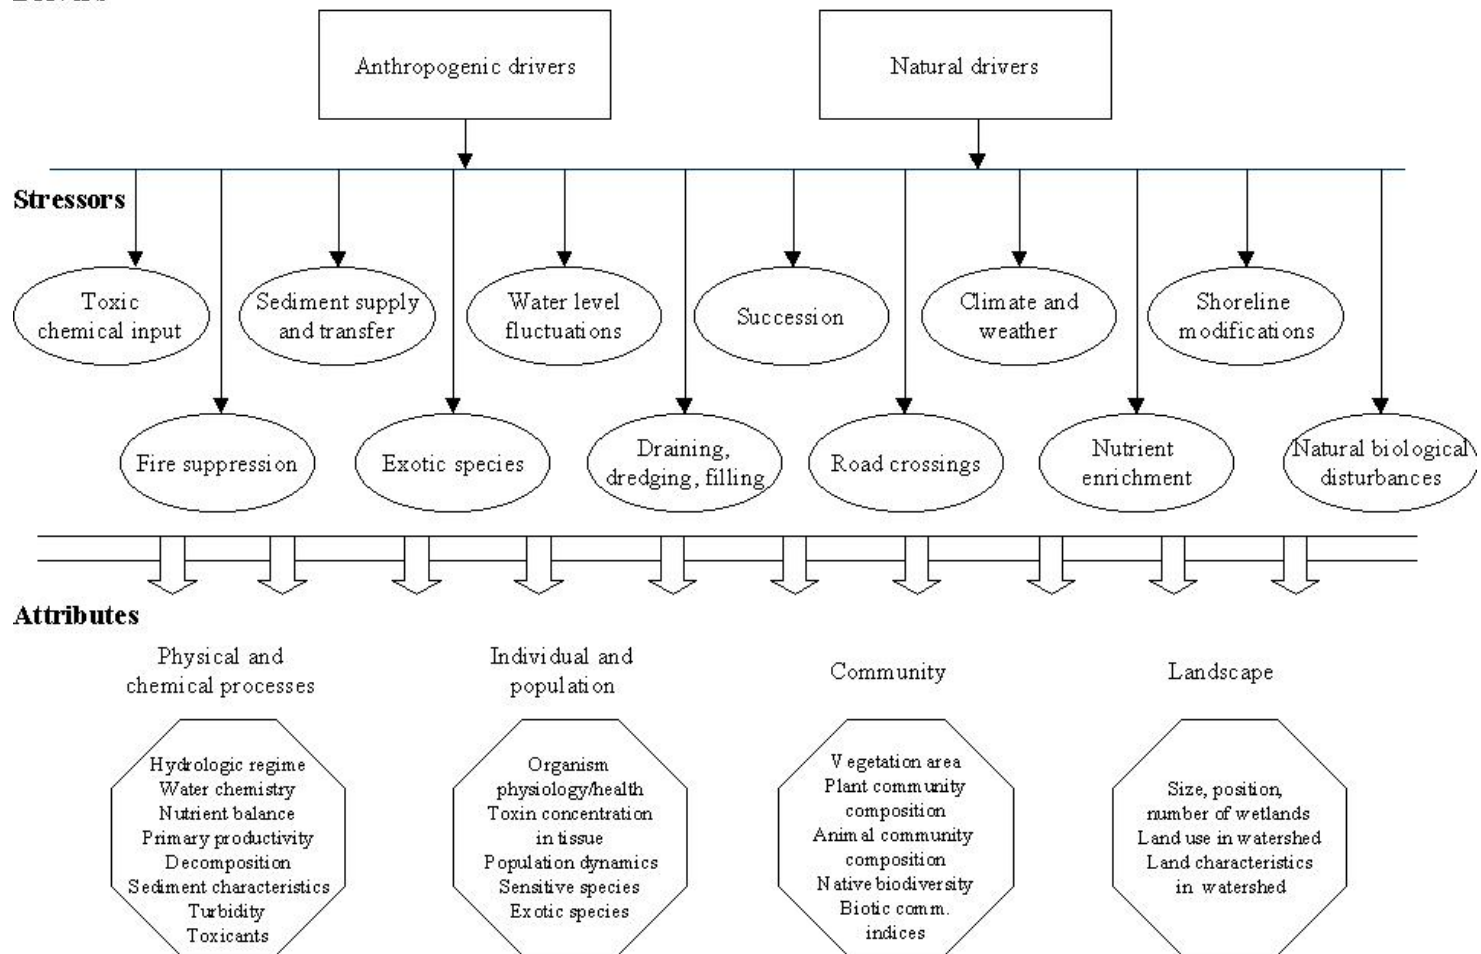 Anthropogenic drivers
Natural drivers
Stressors
Toxic
chemical input
Sediment supply
and transfer
Water level
fluctuations
Succession
Climate and
weather
Shoreline
modifications
Fire suppression
Exotic species
Draining,
dredging, filling
Road crossings
Nutrient
enrichment
Natural biological
disturbances
Attributes
Physical and
chemical processes
Individual and
population
Community
Landscape
Hydrologic regime
Water chemistry
Nutrient balance
Primary productivity
Decomposition
Sediment characteristics
Turbidity
Toxicants
Organism
physiology/health
Toxin concentration
in tissue
Population dynamics
Sensitive species
Exotic species
Vegetation area
Plant community
composition
Animal community
composition
Native biodiversity
Biotic comm.
indices
Size, position,
number of wetlands
Land use in watershed
Land characteristics
in watershed